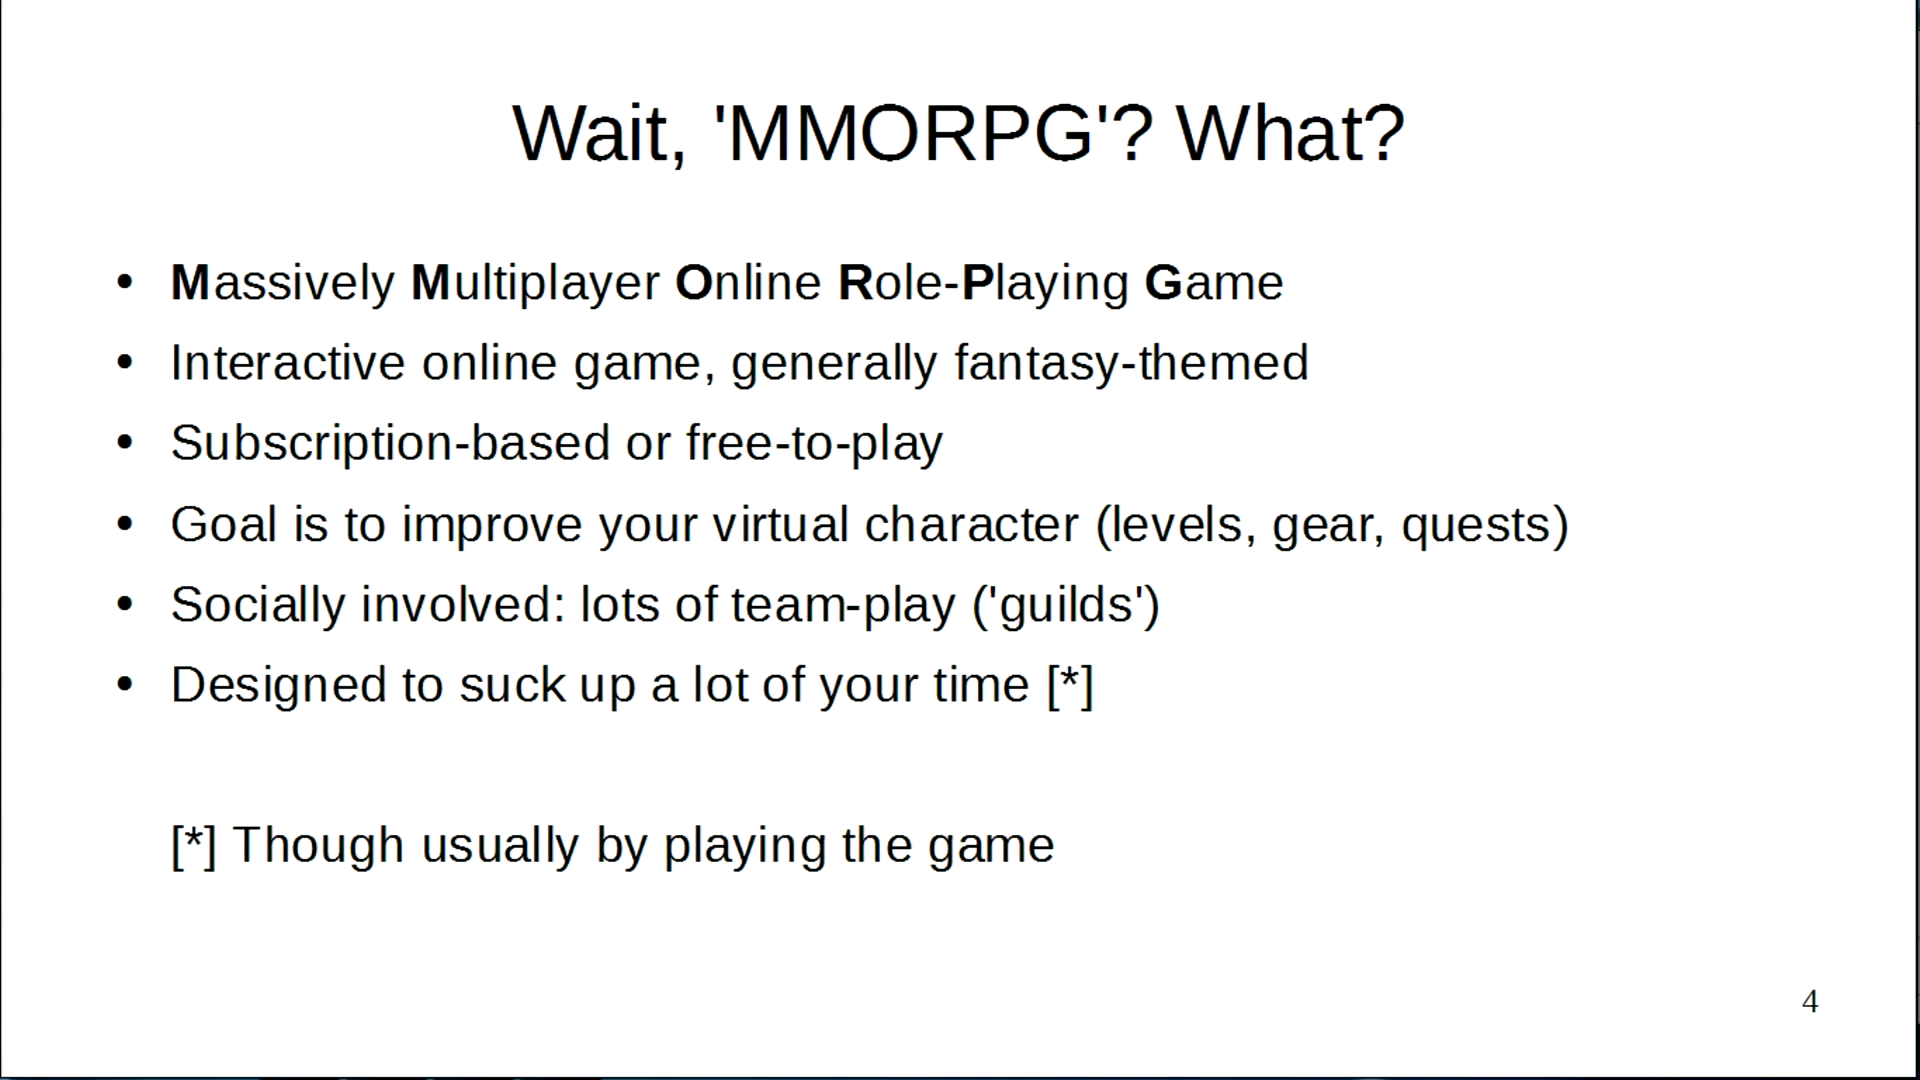 Wait, 'MMORPG'? What?
• Massively Multiplayer Online Role-Playing Game
• Interactive online game, generally fantasy-themed
• Subscription-based or free-to-play
• Goal is to improve your virtual character (levels, gear, quests)
• Socially involved: lots of team-play ('guilds')
• Designed to suck up a lot of your time [*]
[*] Though usually by playing the game
4